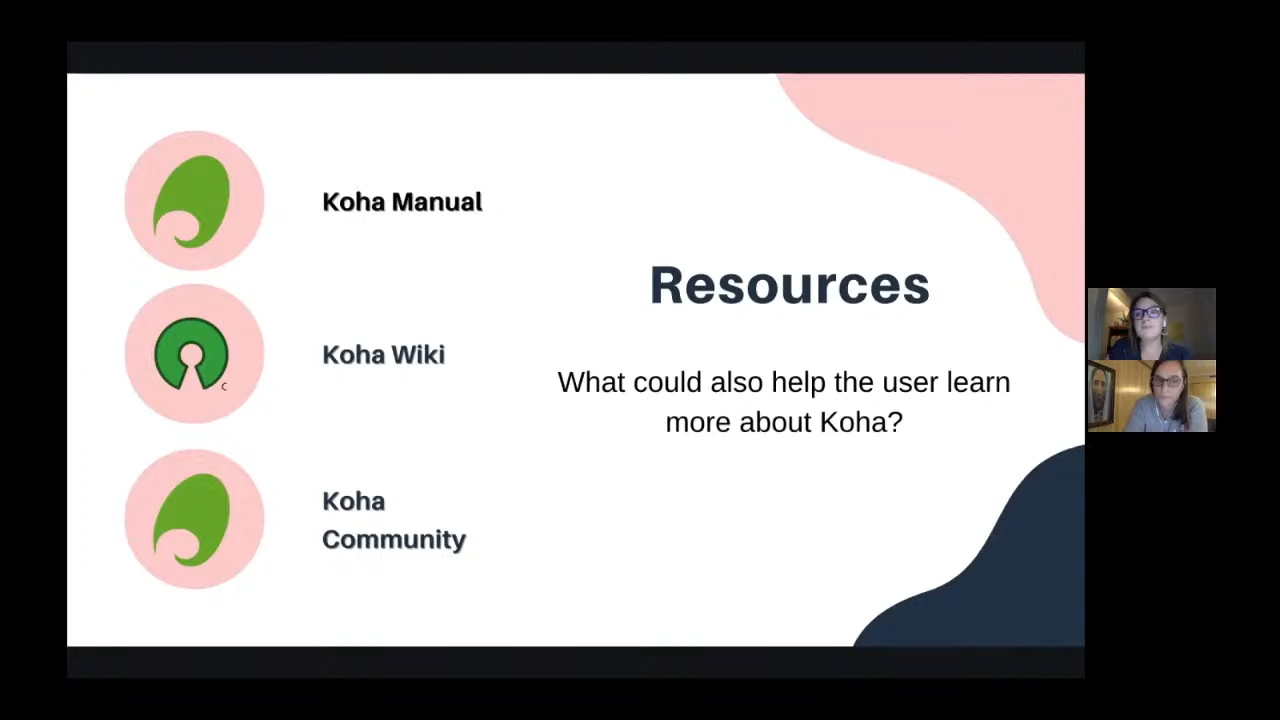 Koha Manual
Koha Wiki
Koha
Community
Resources
What could also help the user learn
more about Koha?